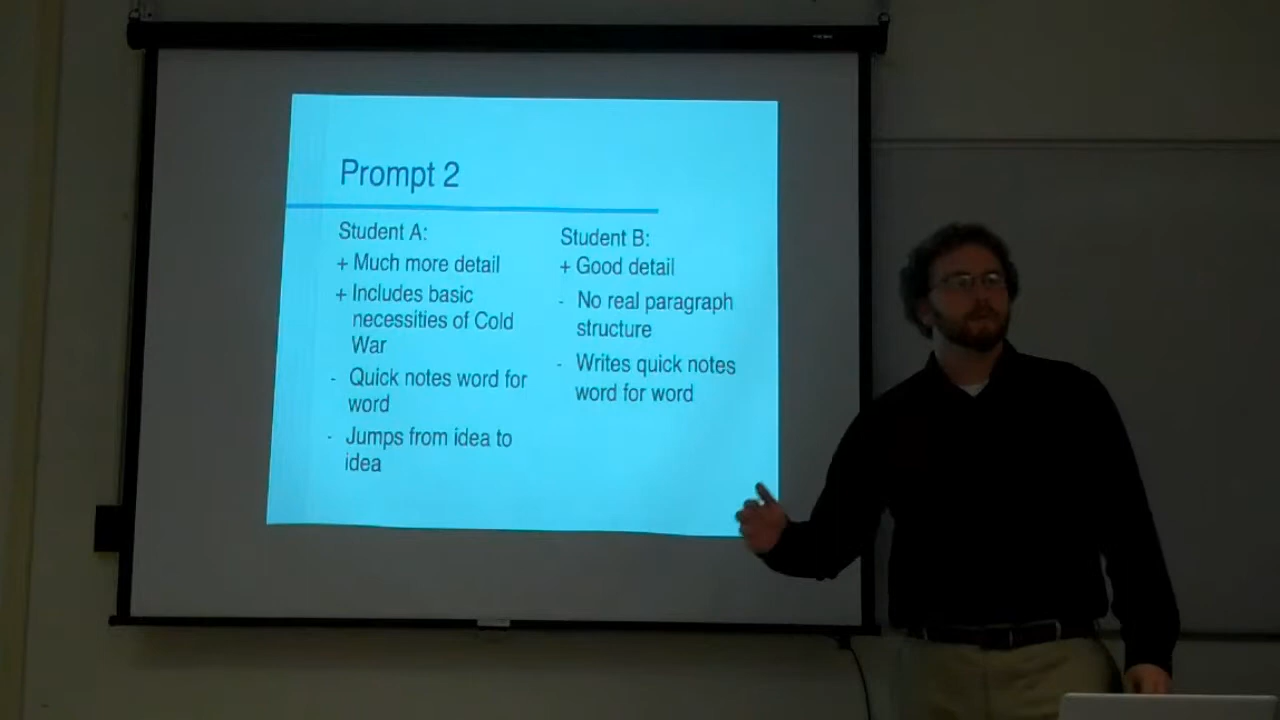 Prompt 2
Student A:
+ Much more detail
+ Includes basic
necessities of Cold
War
- Quick notes word for
word
- Jumps from idea to
idea
Student B:
+ Good detail
- No real paragraph
structure
- Writes quick notes
word for word